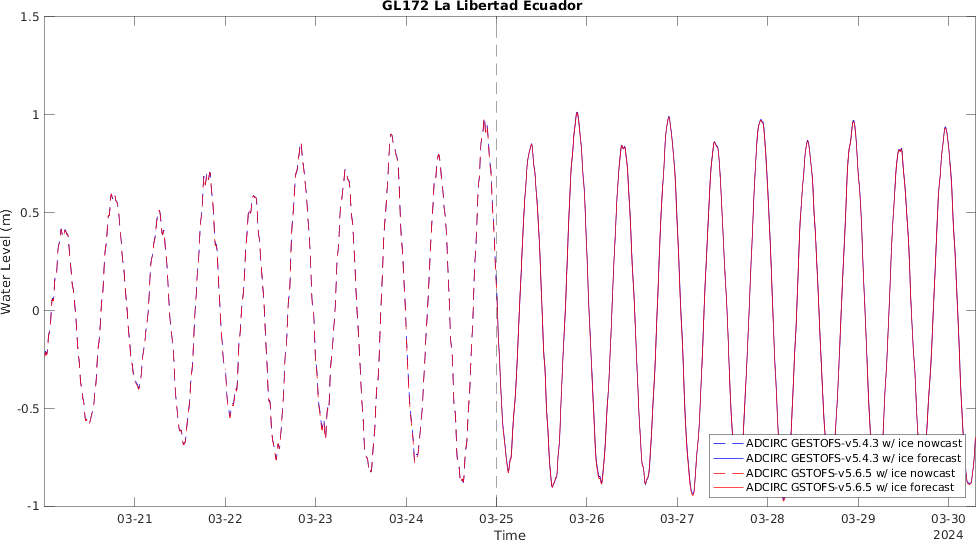 GL172 La Libertad Ecuador
1.5
1
0.5
0
-0.5
-1
Water Level (m)
03-21 03-22 03-23 03-24 03-25 03-26 03-27 03-28 03-29 03-30
2024
Time
ADCIRC GESTOFS-v5.4.3 w/ ice nowcast
ADCIRC GESTOFS-v5.4.3 w/ ice forecast
ADCIRC GSTOFS-v5.6.5 w/ ice nowcast
ADCIRC GSTOFS-v5.6.5 w/ ice forecast